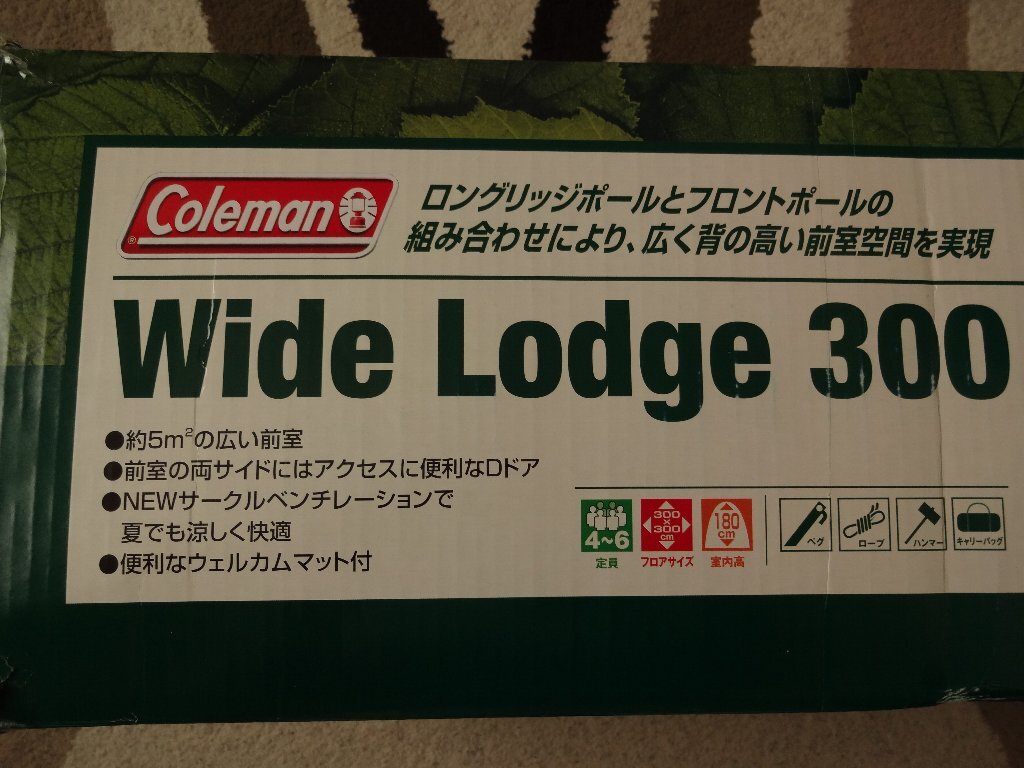 Coleman
®
ロングリッジポールとフロントポールの
組み合わせにより、広く背の高い前室空間を実現
Wide Lodge 300
●約5m²の広い前室
●前室の両サイドにはアクセスに便利なDドア
●NEWサークルベンチレーションで
夏でも涼しく快適
●便利なウェルカムマット付
4~6
定員
300
×
300
cm
フロアサイズ
180
cm
室内高
ペグ
ロープ
ハンマー
キャリーバッグ